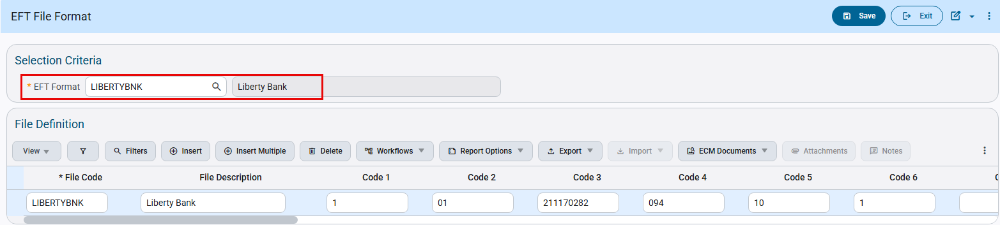 EFT File Format Save Exit
Selection Criteria
* EFT Format LIBERTYBNK Liberty Bank
File Definition
View Filters Insert Insert Multiple Delete Workflows Report Options Export Import ECM Documents Attachments Notes
* File Code File Description Code 1 Code 2 Code 3 Code 4 Code 5 Code 6
LIBERTYBNK Liberty Bank 1 01 211170282 094 10 1